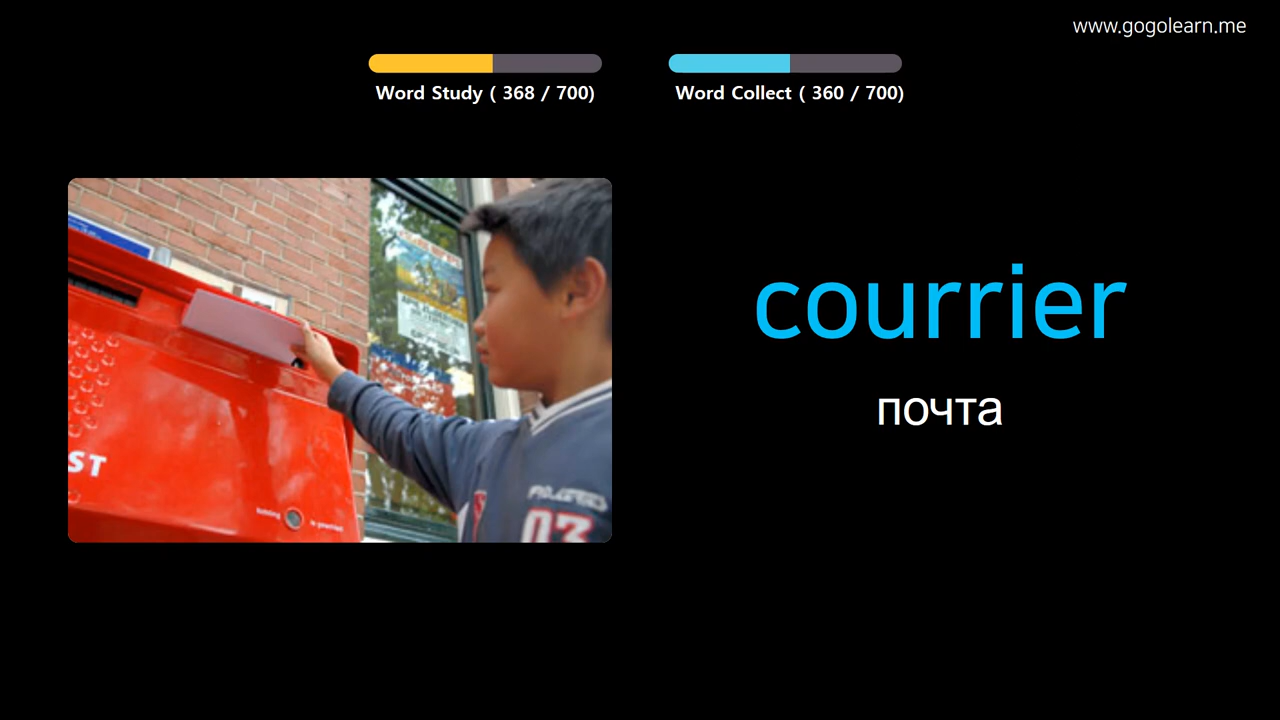 www.gogolearn.me
Word Study ( 368 / 700)
Word Collect ( 360 / 700)
courrier
почта
ST
03